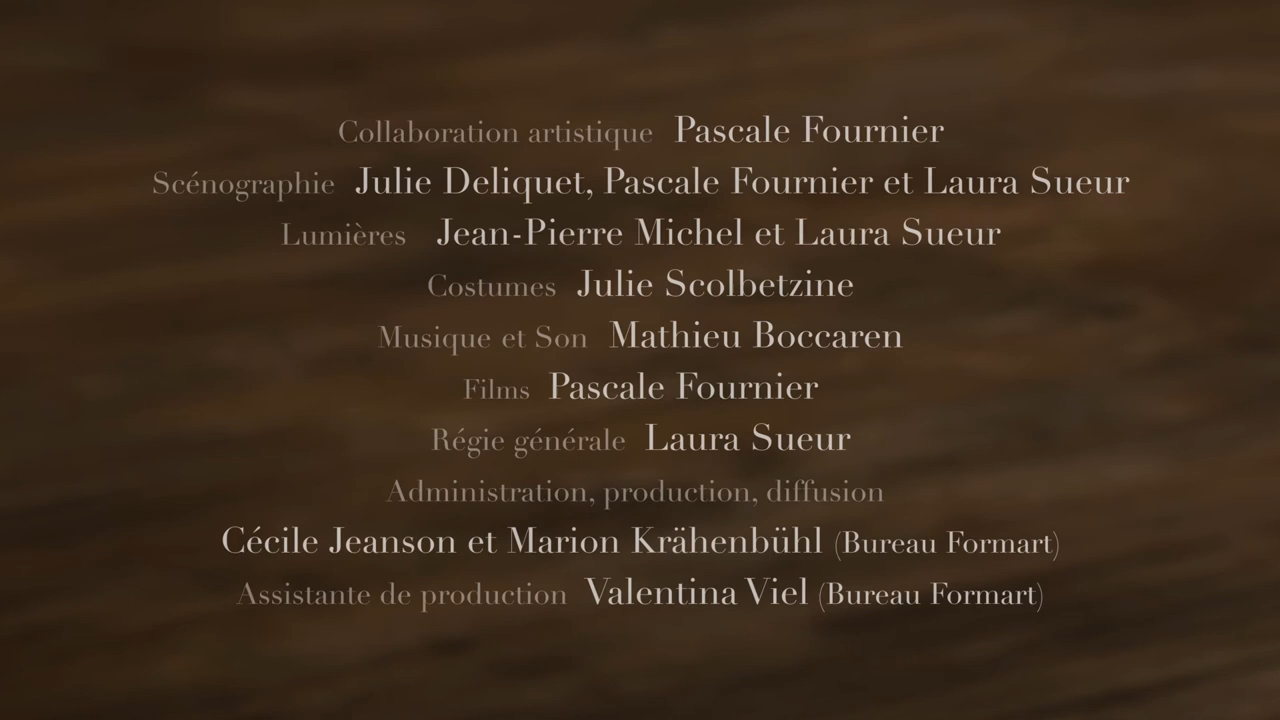 Collaboration artistique Pascale Fournier
Scénographie Julie Deliquet, Pascale Fournier et Laura Sueur
Lumières Jean-Pierre Michel et Laura Sueur
Costumes Julie Scolbetzine
Musique et Son Mathieu Boccaren
Films Pascale Fournier
Régie générale Laura Sueur
Administration, production, diffusion
Cécile Jeanson et Marion Krähenbühl (Bureau Formart)
Assistante de production Valentina Viel (Bureau Formart)